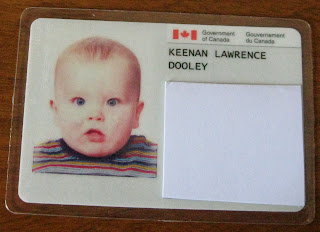 Government Gouvernement
of Canada du Canada
KEENAN LAWRENCE
DOOLEY